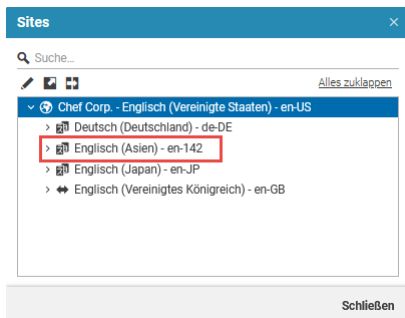 Sites
Suche...
Alles zuklappen
Chef Corp. - Englisch (Vereinigte Staaten) - en-US
Deutsch (Deutschland) - de-DE
Englisch (Asien) - en-142
Englisch (Japan) - en-JP
Englisch (Vereinigtes Königreich) - en-GB
Schließen